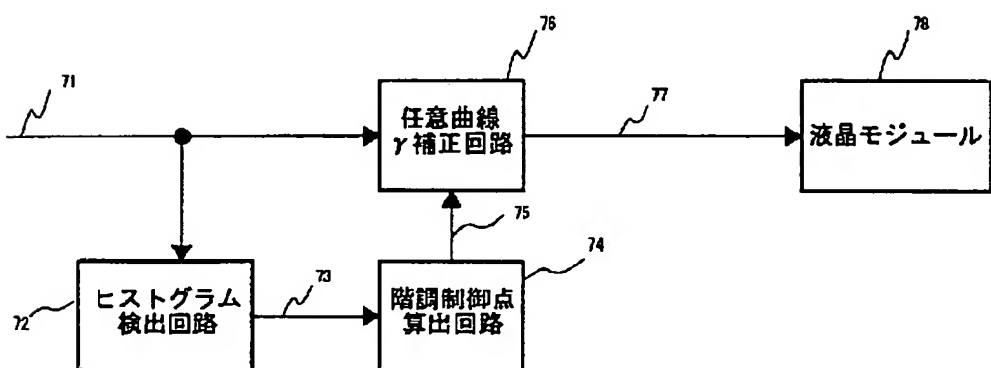 76
78
71
77
任意曲線
γ補正回路
液晶モジュール
75
74
72
ヒストグラム
検出回路
73
階調制御点
算出回路